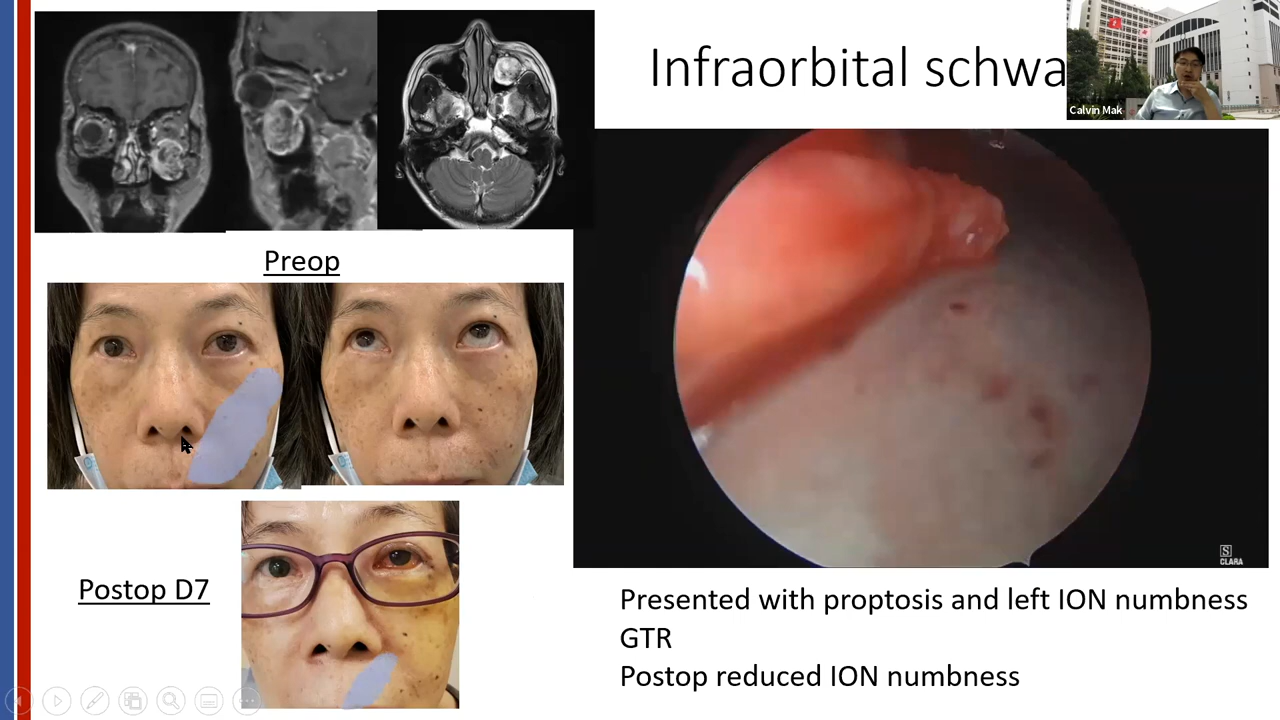 Infraorbital schwa
Calvin Mak
Preop
Postop D7
S
CLARA
Presented with proptosis and left ION numbness
GTR
Postop reduced ION numbness